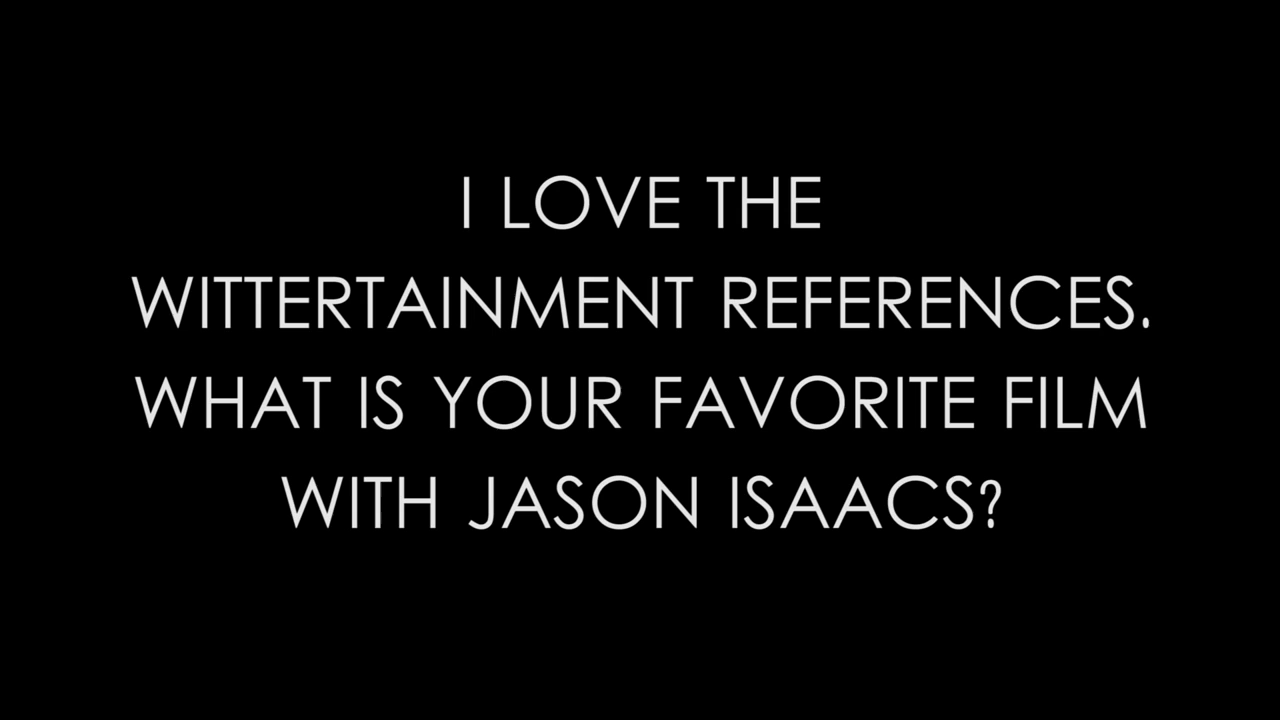 I LOVE THE
WITTERTAINMENT REFERENCES.
WHAT IS YOUR FAVORITE FILM
WITH JASON ISAACS?